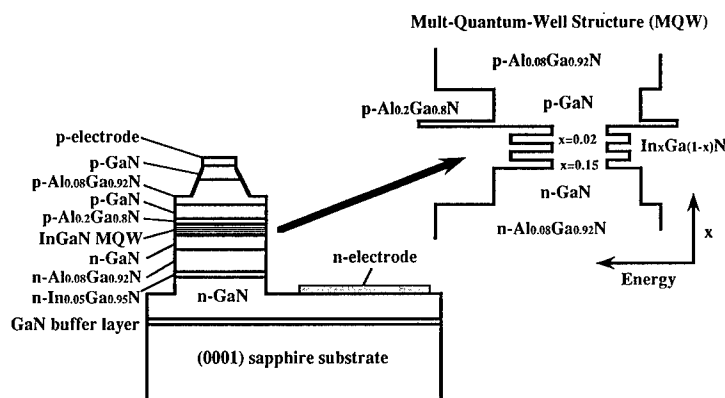 Mult-Quantum-Well Structure (MQW)
p-Al0.08Ga0.92N
p-Al0.2Ga0.8N
p-GaN
x=0.02
InxGa(1-x)N
x=0.15
n-GaN
n-Al0.08Ga0.92N
x
Energy
p-electrode
p-GaN
p-Al0.08Ga0.92N
p-GaN
p-Al0.2Ga0.8N
InGaN MQW
n-GaN
n-Al0.08Ga0.92N
n-In0.05Ga0.95N
n-GaN
n-electrode
GaN buffer layer
(0001) sapphire substrate